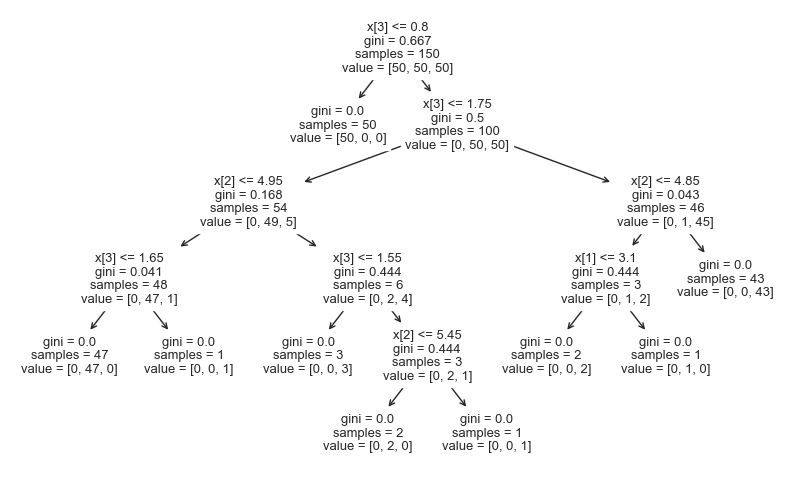 x[3] <= 0.8
gini = 0.667
samples = 150
value = [50, 50, 50]
gini = 0.0
samples = 50
value = [50, 0, 0]
x[3] <= 1.75
gini = 0.5
samples = 100
value = [0, 50, 50]
x[2] <= 4.95
gini = 0.168
samples = 54
value = [0, 49, 5]
x[2] <= 4.85
gini = 0.043
samples = 46
value = [0, 1, 45]
x[3] <= 1.65
gini = 0.041
samples = 48
value = [0, 47, 1]
x[3] <= 1.55
gini = 0.444
samples = 6
value = [0, 2, 4]
x[1] <= 3.1
gini = 0.444
samples = 3
value = [0, 1, 2]
gini = 0.0
samples = 43
value = [0, 0, 43]
gini = 0.0
samples = 47
value = [0, 47, 0]
gini = 0.0
samples = 1
value = [0, 0, 1]
gini = 0.0
samples = 3
value = [0, 0, 3]
x[2] <= 5.45
gini = 0.444
samples = 3
value = [0, 2, 1]
gini = 0.0
samples = 2
value = [0, 0, 2]
gini = 0.0
samples = 1
value = [0, 1, 0]
gini = 0.0
samples = 2
value = [0, 2, 0]
gini = 0.0
samples = 1
value = [0, 0, 1]